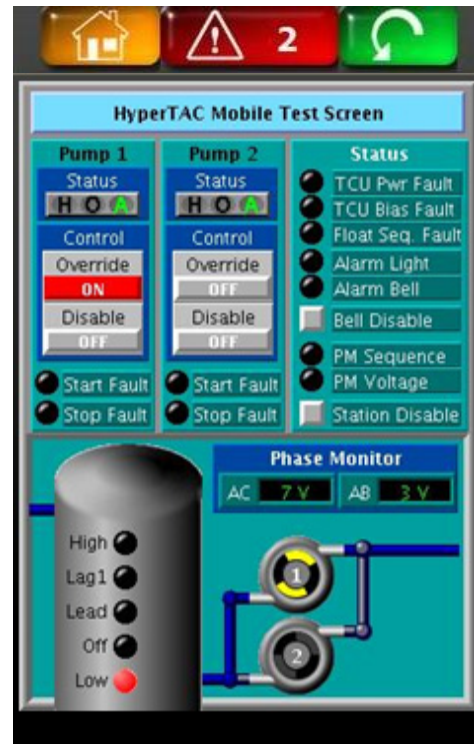 2
HyperTAC Mobile Test Screen
Pump 1
Status
H O A
Control
Override
ON
Disable
OFF
Start Fault
Stop Fault
Pump 2
Status
H O A
Control
Override
OFF
Disable
OFF
Start Fault
Stop Fault
Status
TCU Pwr Fault
TCU Bias Fault
Float Seq. Fault
Alarm Light
Alarm Bell
Bell Disable
PM Sequence
PM Voltage
Station Disable
Phase Monitor
AC 7 V AB 3 V
High
Lag1
Lead
Off
Low
1
2